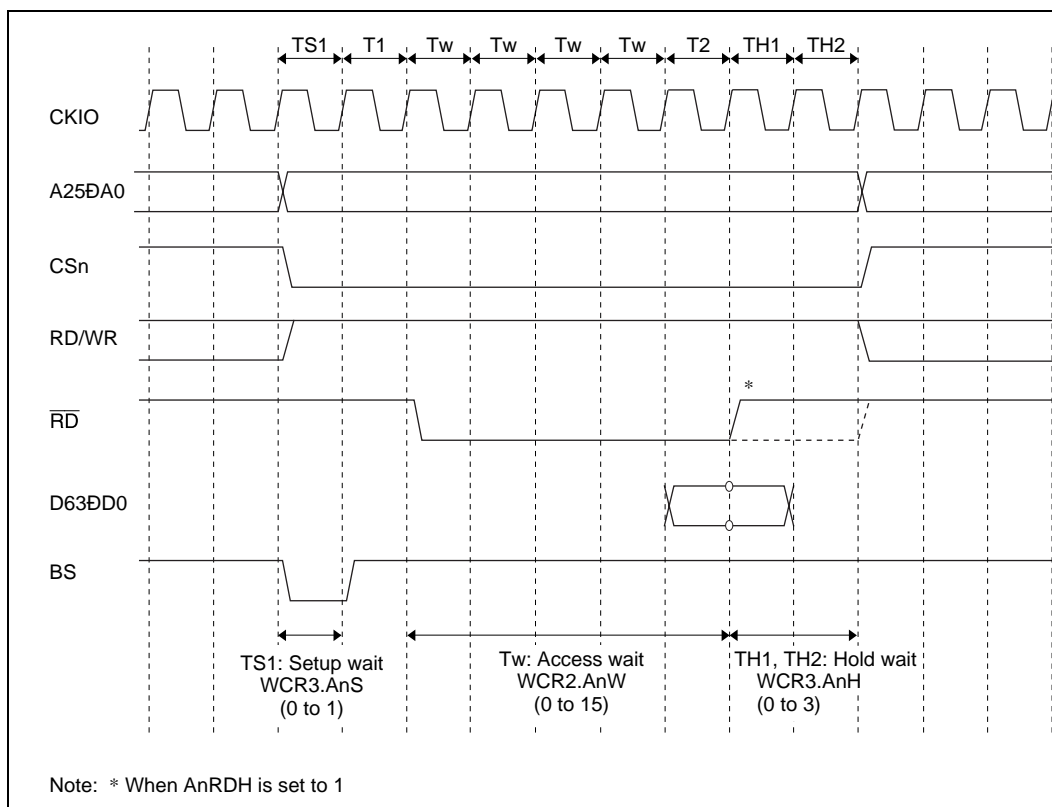 TS1 T1 Tw Tw Tw Tw T2 TH1 TH2
CKIO
A25ÐA0
CSn
RD/WR
*
RD
D63ÐD0
BS
TS1: Setup wait
WCR3.AnS
(0 to 1)
Tw: Access wait
WCR2.AnW
(0 to 15)
TH1, TH2: Hold wait
WCR3.AnH
(0 to 3)
Note: * When AnRDH is set to 1